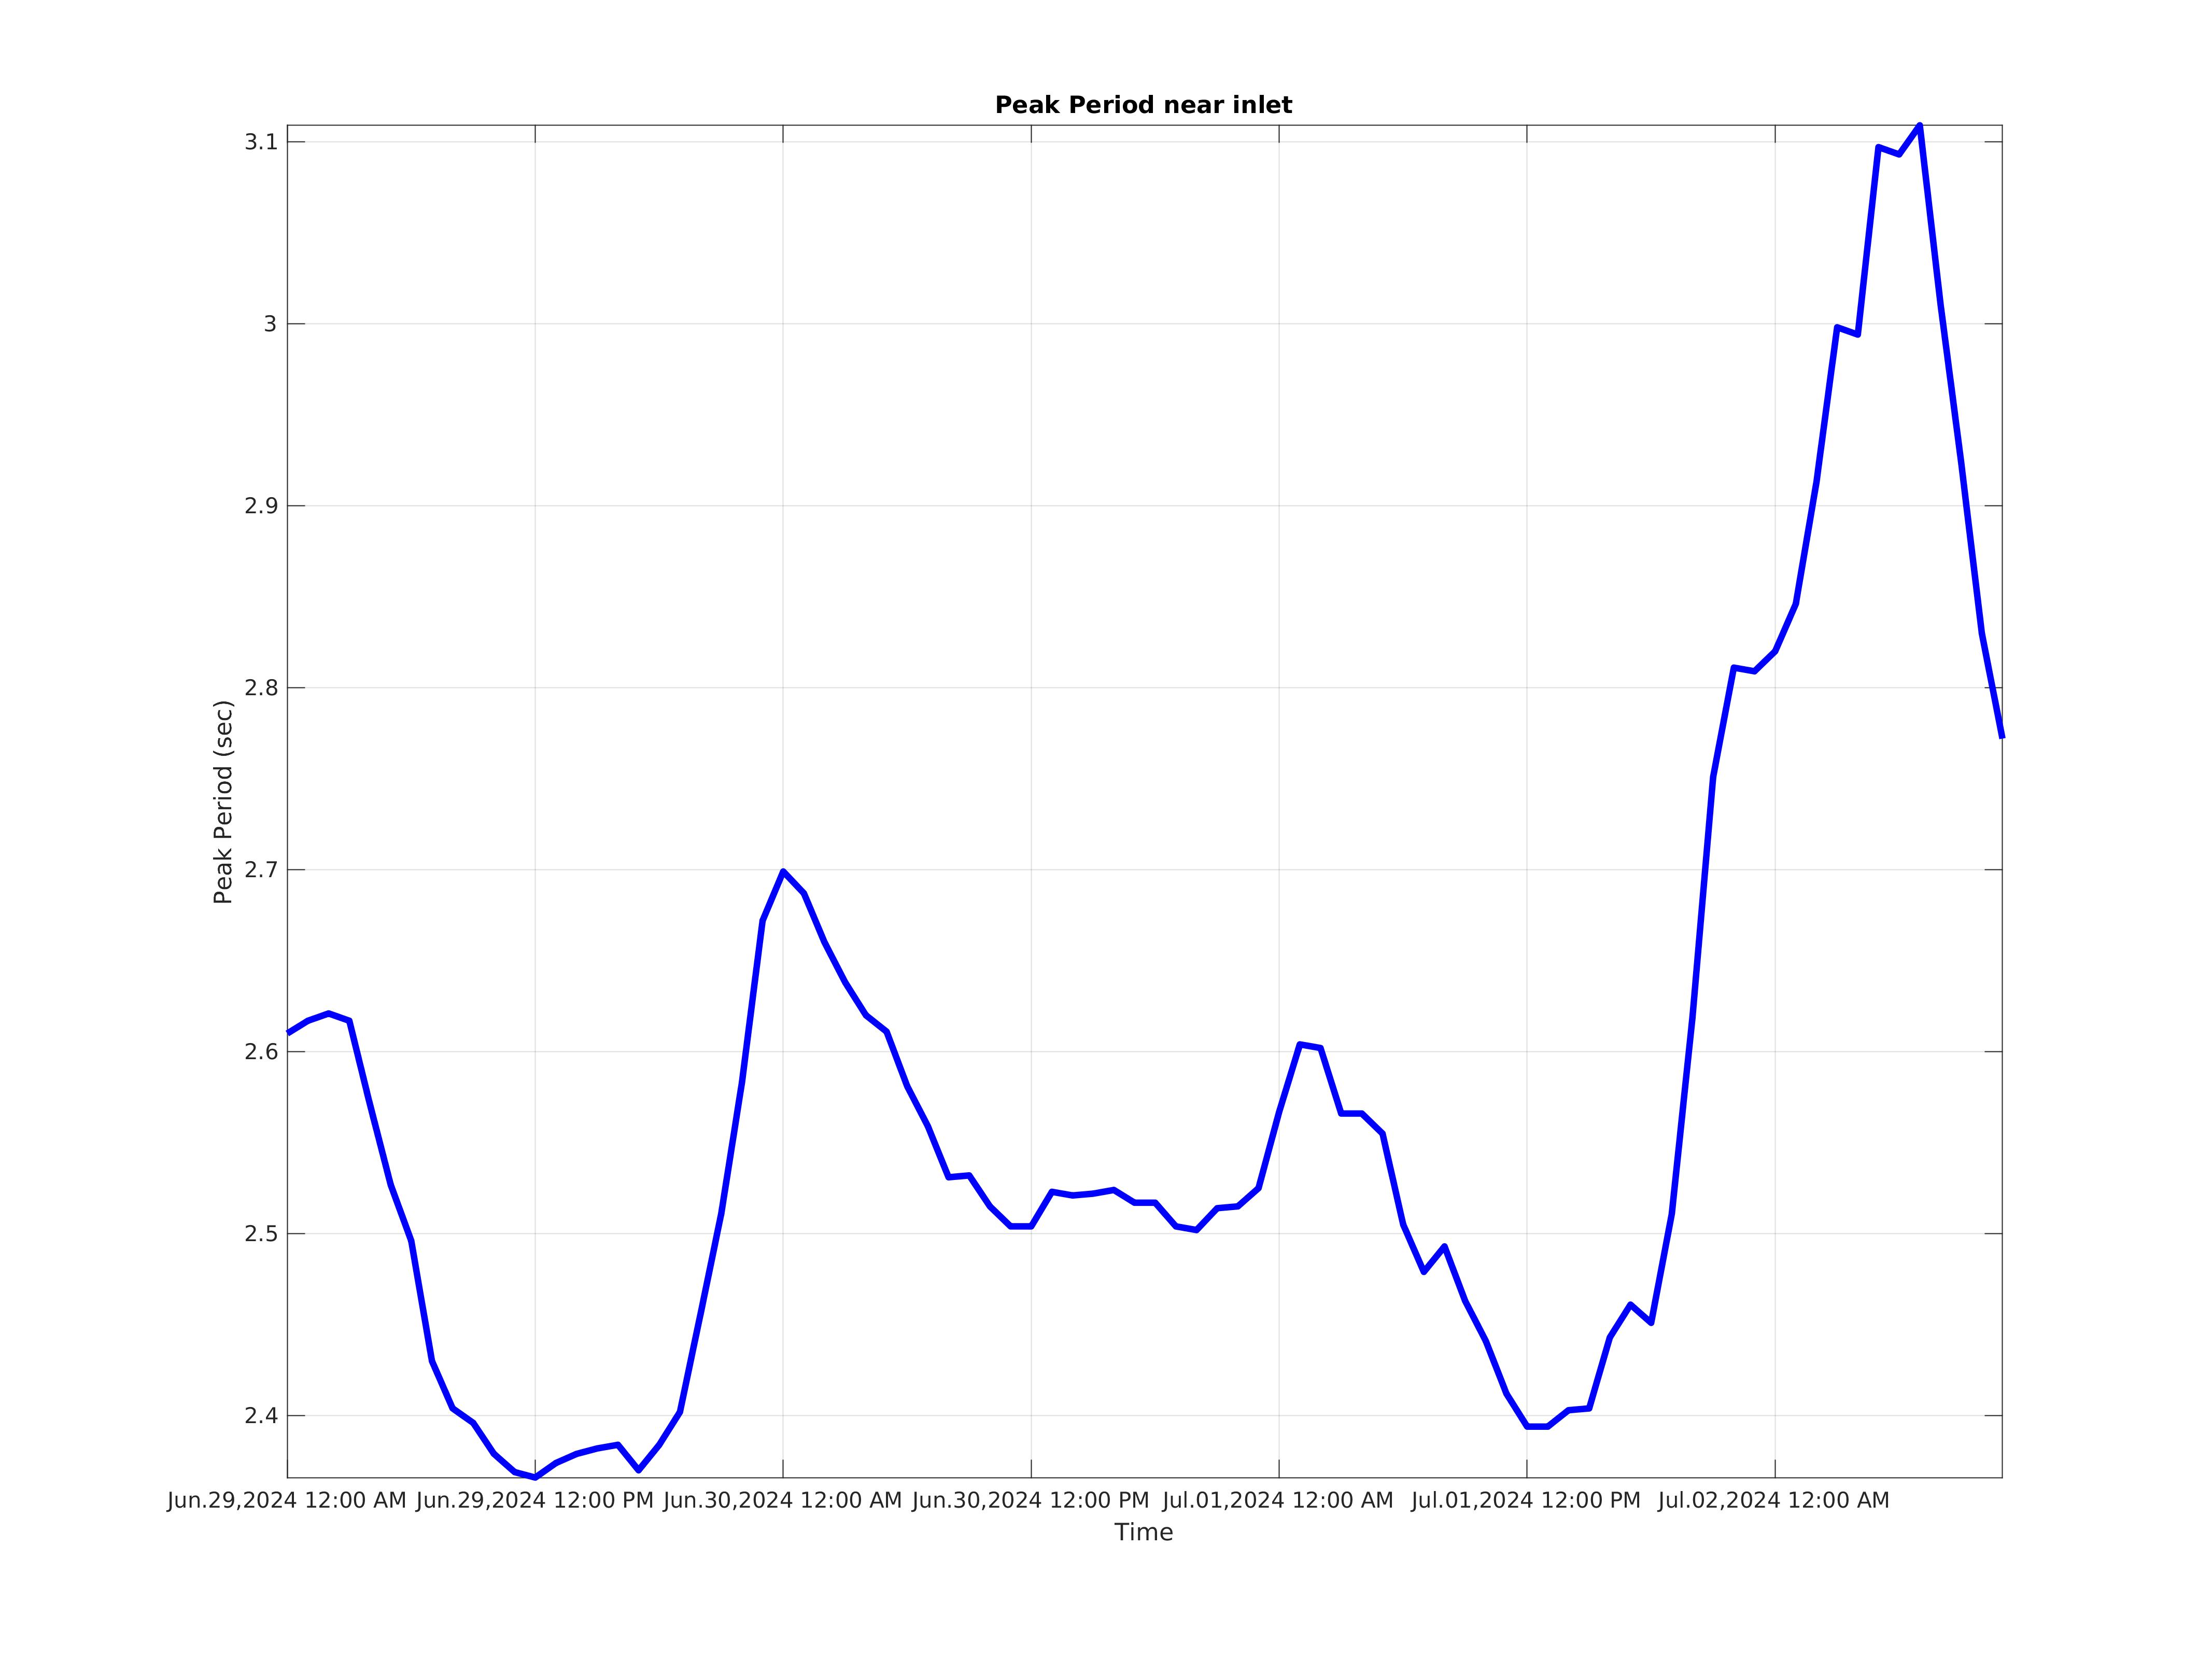 Peak Period near inlet
3.1
3
2.9
2.8
2.7
2.6
2.5
2.4
Peak Period (sec)
Jun.29,2024 12:00 AM Jun.29,2024 12:00 PM Jun.30,2024 12:00 AM Jun.30,2024 12:00 PM Jul.01,2024 12:00 AM Jul.01,2024 12:00 PM Jul.02,2024 12:00 AM
Time